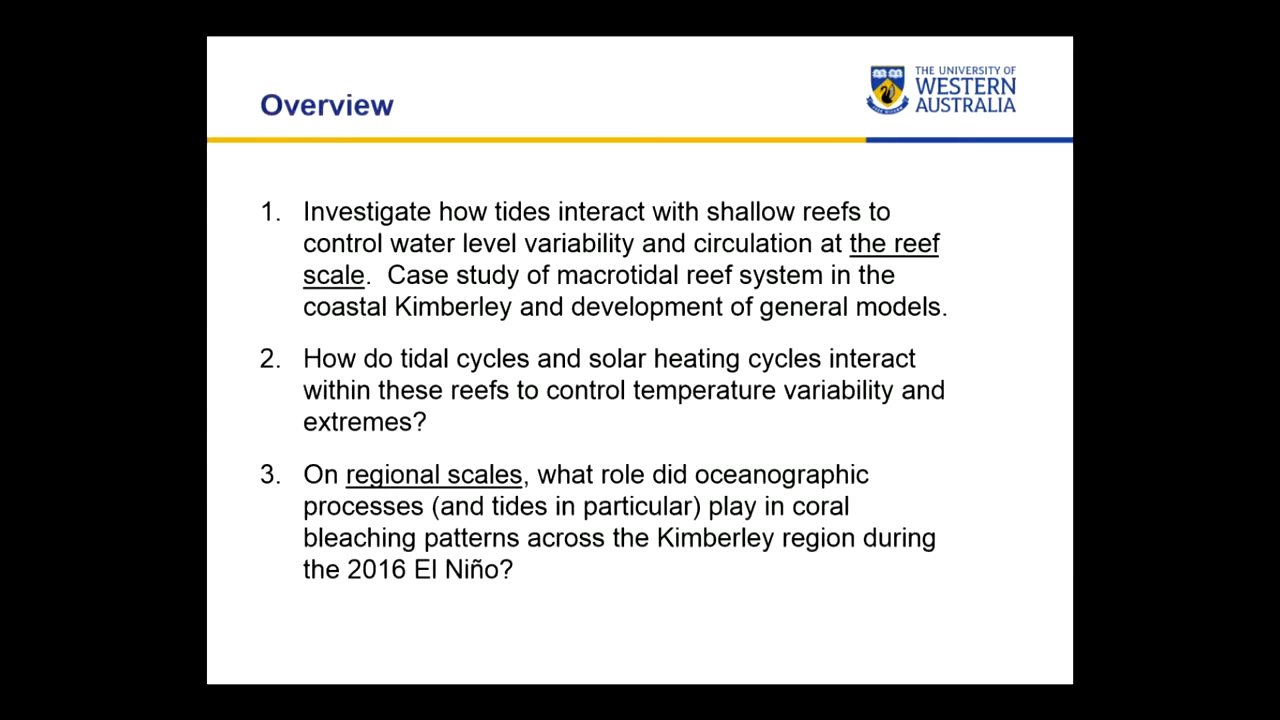 Overview
THE UNIVERSITY OF
WESTERN
AUSTRALIA
1. Investigate how tides interact with shallow reefs to
control water level variability and circulation at the reef
scale.  Case study of macrotidal reef system in the
coastal Kimberley and development of general models.
2. How do tidal cycles and solar heating cycles interact
within these reefs to control temperature variability and
extremes?
3. On regional scales, what role did oceanographic
processes (and tides in particular) play in coral
bleaching patterns across the Kimberley region during
the 2016 El Niño?